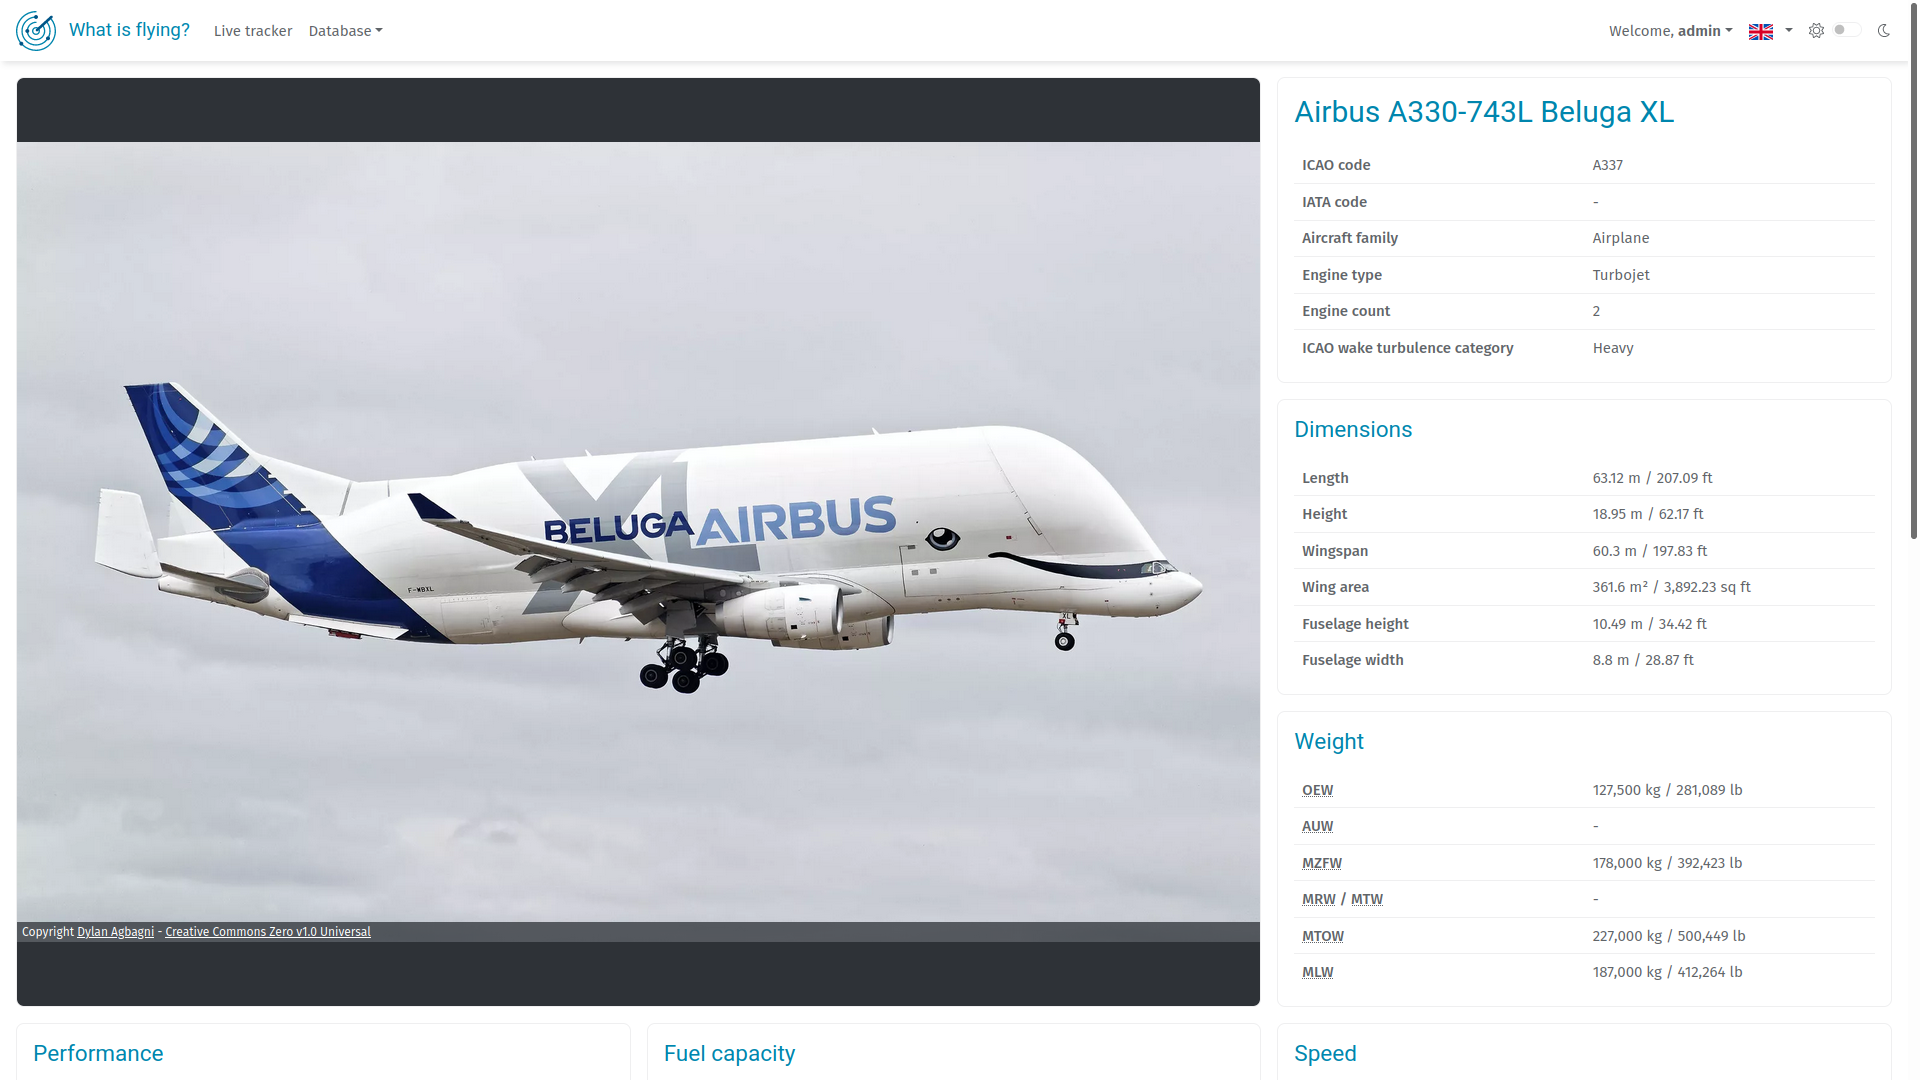 What is flying?
Live tracker
Database
Welcome, admin
BELUGA AIRBUS
XL
F-WBXL
Copyright Dylan Agbagni - Creative Commons Zero v1.0 Universal
Airbus A330-743L Beluga XL
ICAO code A337
IATA code -
Aircraft family Airplane
Engine type Turbojet
Engine count 2
ICAO wake turbulence category Heavy
Dimensions
Length 63.12 m / 207.09 ft
Height 18.95 m / 62.17 ft
Wingspan 60.3 m / 197.83 ft
Wing area 361.6 m² / 3,892.23 sq ft
Fuselage height 10.49 m / 34.42 ft
Fuselage width 8.8 m / 28.87 ft
Weight
OEW 127,500 kg / 281,089 lb
AUW -
MZFW 178,000 kg / 392,423 lb
MRW / MTW -
MTOW 227,000 kg / 500,449 lb
MLW 187,000 kg / 412,264 lb
Performance
Fuel capacity
Speed